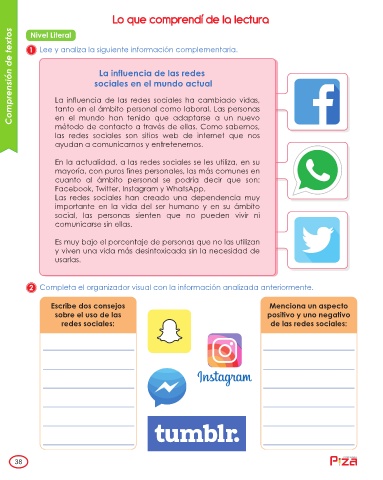 Lo que comprendí de la lectura
Comprensión de textos
Nivel Literal
1 Lee y analiza la siguiente información complementaria.
La influencia de las redes
sociales en el mundo actual
La influencia de las redes sociales ha cambiado vidas,
tanto en el ámbito personal como laboral. Las personas
en el mundo han tenido que adaptarse a un nuevo
método de contacto a través de ellas. Como sabemos,
las redes sociales son sitios web de internet que nos
ayudan a comunicarnos y entretenernos.
En la actualidad, a las redes sociales se les utiliza, en su
mayoría, con puros fines personales, las más comunes en
cuanto al ámbito personal se podría decir que son:
Facebook, Twitter, Instagram y WhatsApp.
Las redes sociales han creado una dependencia muy
importante en la vida del ser humano y en su ámbito
social, las personas sienten que no pueden vivir ni
comunicarse sin ellas.
Es muy bajo el porcentaje de personas que no las utilizan
y viven una vida más desintoxicada sin la necesidad de
usarlas.
2 Completa el organizador visual con la información analizada anteriormente.
Escribe dos consejos
sobre el uso de las
redes sociales:
Instagram
tumblr.
Menciona un aspecto
positivo y uno negativo
de las redes sociales:
38